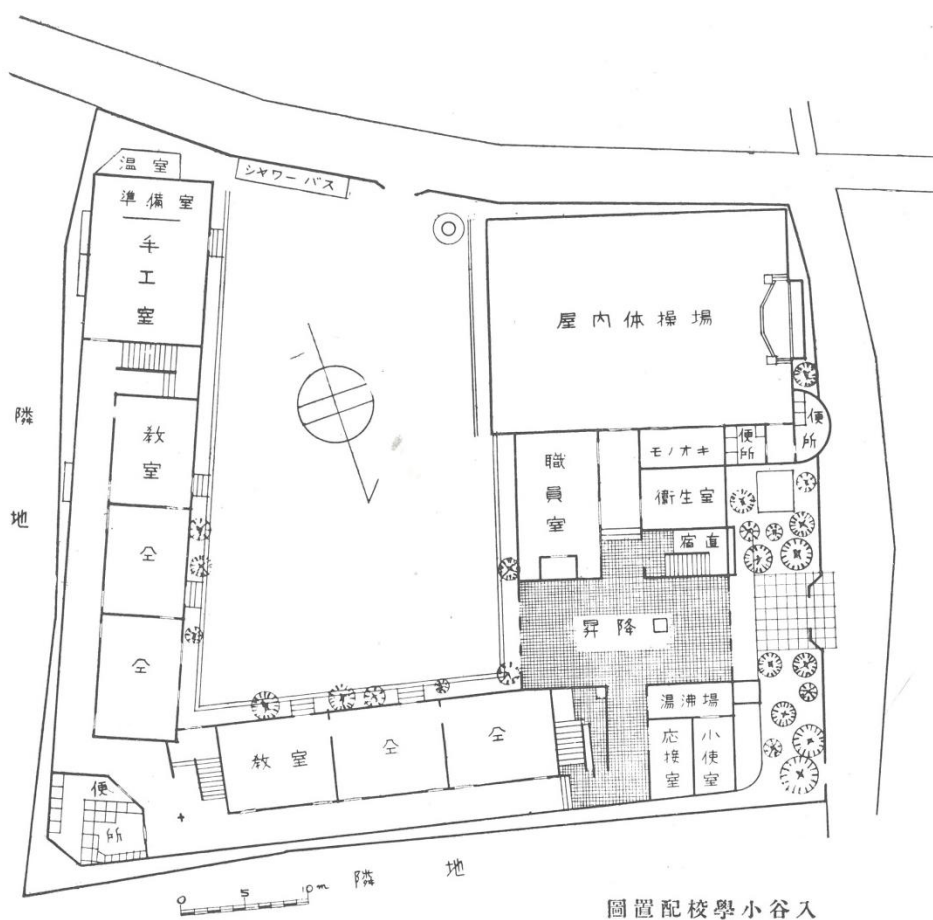 温室
シャワーバス
準備室
手工室
屋内体操場
隣地
教室
仝
仝
職員室
モノオキ
便所
便所
衛生室
宿直
昇降口
湯沸場
応接室
小使室
教室
仝
仝
便所
隣地
0 5 10m
圖置配校學小谷入